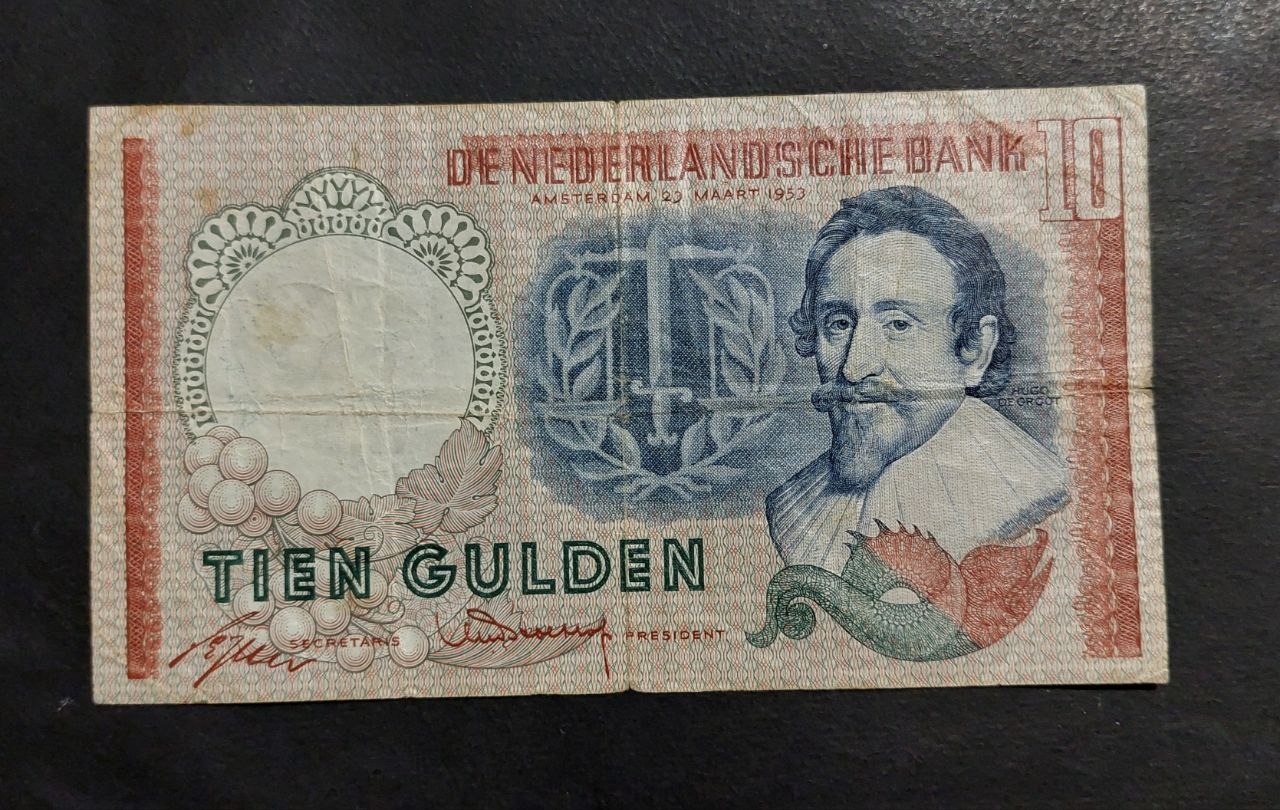 DE NEDERLANDSCHE BANK 10
AMSTERDAM 23 MAART 1953
HUGO
DE GROOT
TIEN GULDEN
SECRETARIS PRESIDENT